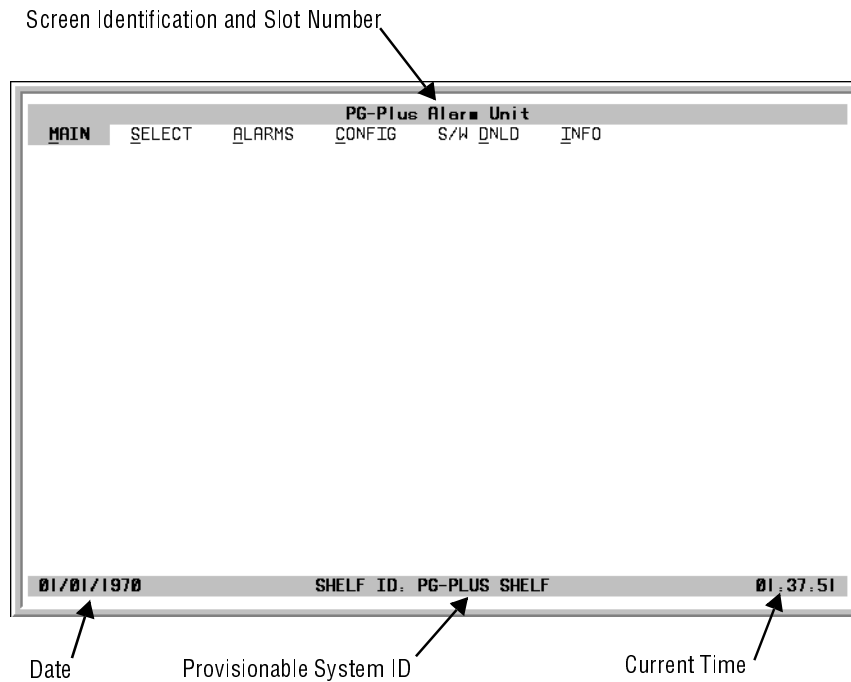 Screen Identification and Slot Number
PG-Plus Alarm Unit
MAIN SELECT ALARMS CONFIG S/W DNLD INFO
01/01/1970 SHELF ID: PG-PLUS SHELF 01:37:51
Date Provisionable System ID Current Time